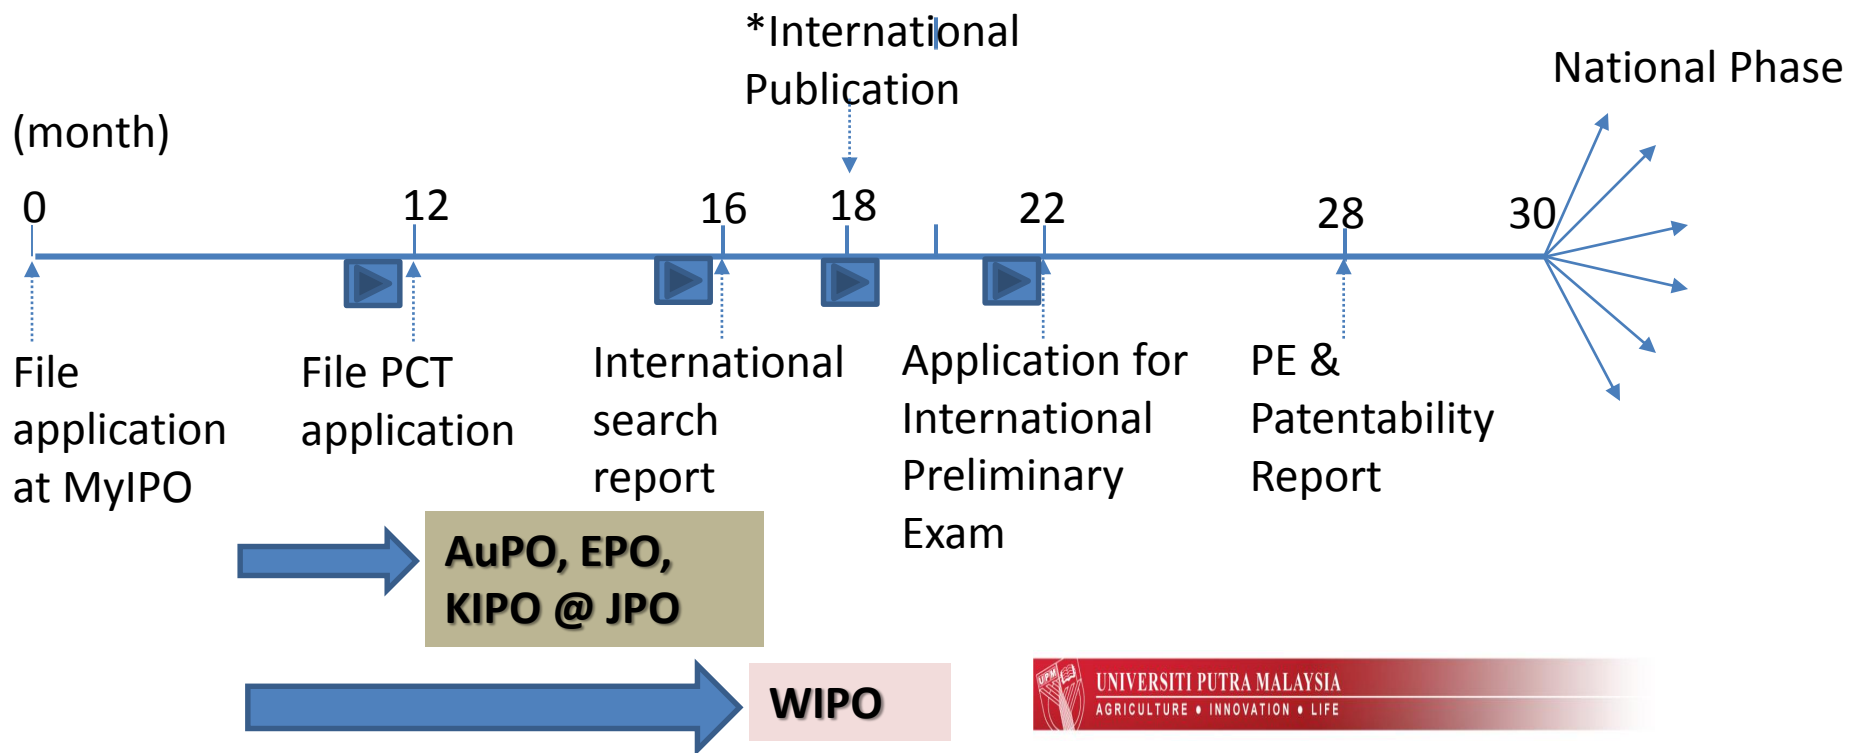 *International
Publication
National Phase
(month)
0
12
16
18
22
28
30
File
application
at MyIPO
File PCT
application
International
search
report
Application for
International
Preliminary
Exam
PE &
Patentability
Report
AuPO, EPO,
KIPO @ JPO
WIPO
UPM
UNIVERSITI PUTRA MALAYSIA
AGRICULTURE • INNOVATION • LIFE